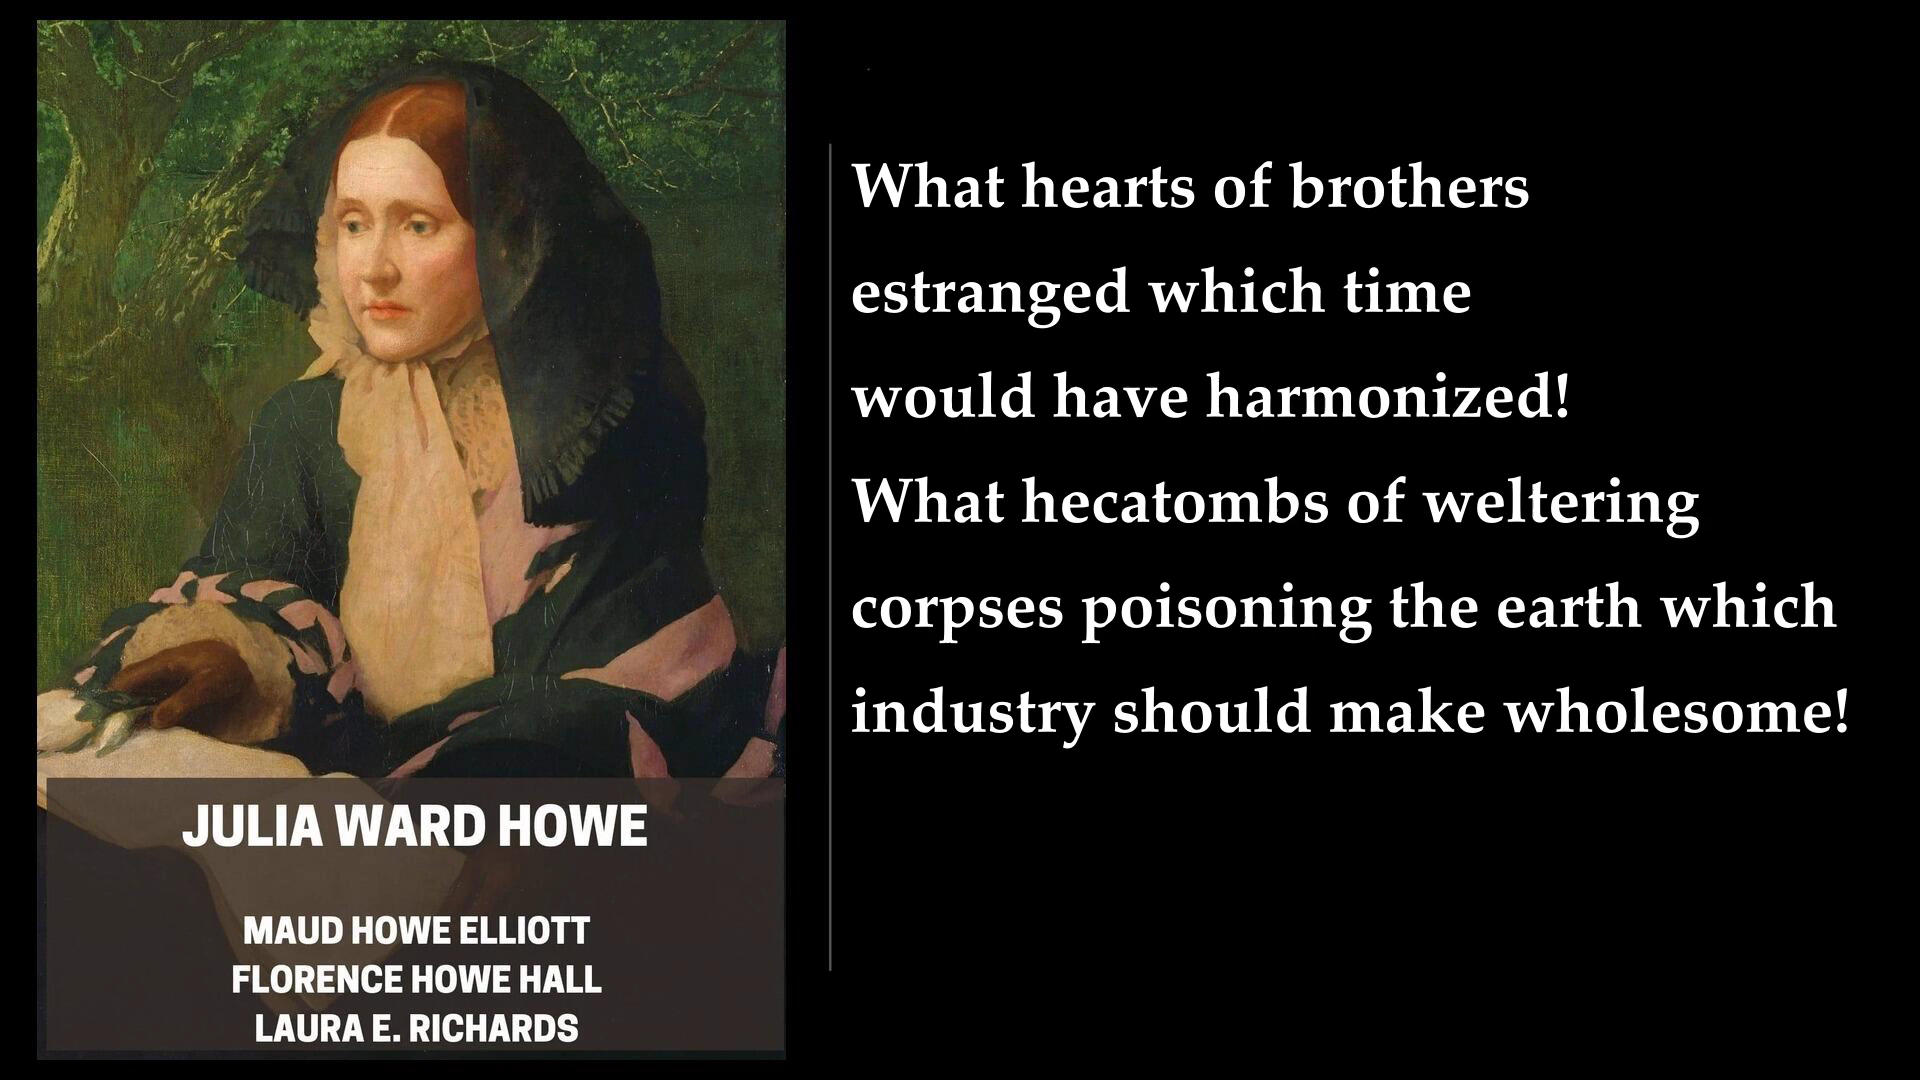 JULIA WARD HOWE
MAUD HOWE ELLIOTT
FLORENCE HOWE HALL
LAURA E. RICHARDS
What hearts of brothers
estranged which time
would have harmonized!
What hecatombs of weltering
corpses poisoning the earth which
industry should make wholesome!